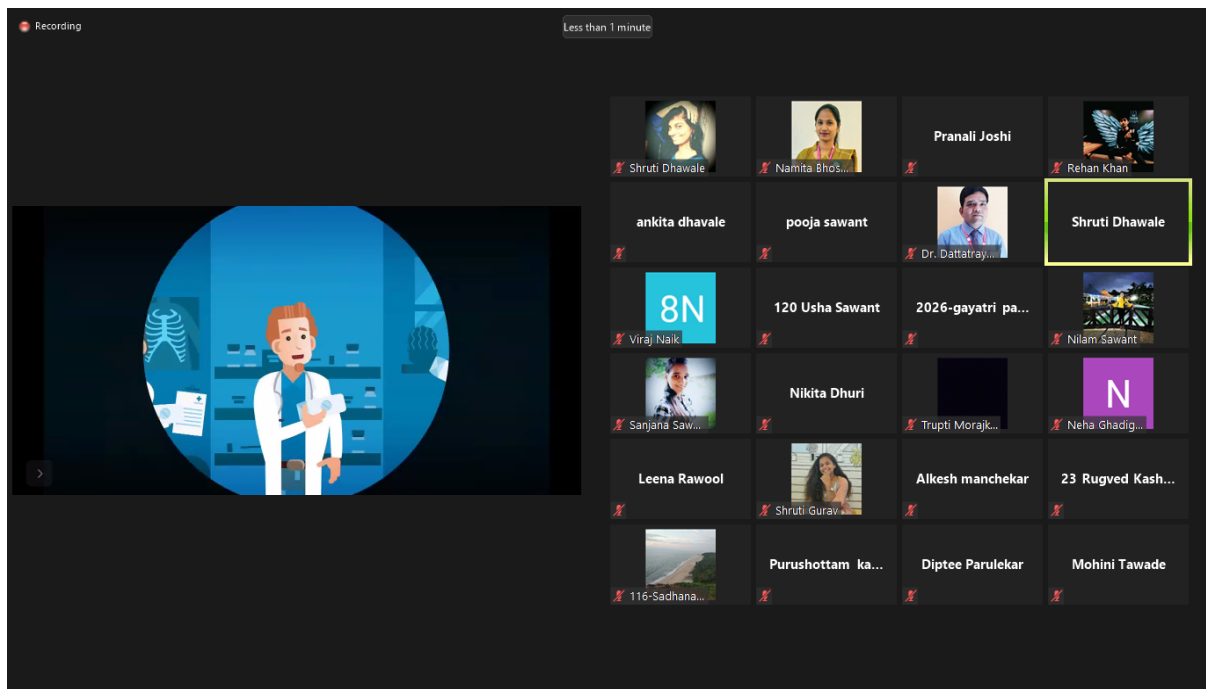 Recording
Less than 1 minute
Shruti Dhawale
Namita Bhos...
Pranali Joshi
Rehan Khan
ankita dhavale
pooja sawant
Dr. Dattatray....
Shruti Dhawale
8N
Viraj Naik
120 Usha Sawant
2026-gayatri pa...
Nilam Sawant
Sanjana Saw...
Nikita Dhuri
Trupti Morajk...
N
Neha Ghadig...
Leena Rawool
Shruti Gurav
Alkesh manchekar
23 Rugved Kash...
116-Sadhana...
Purushottam ka...
Diptee Parulekar
Mohini Tawade